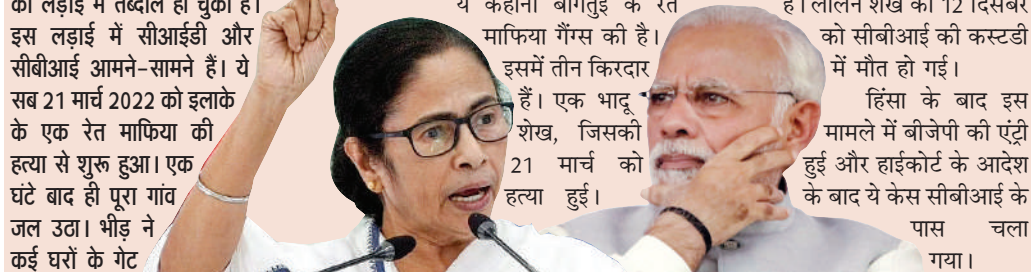 की लड़ाई में तब्दील हो चुकी है।
इस लड़ाई में सीआईडी और
सीबीआई आमने-सामने हैं। ये
सब 21 मार्च 2022 को इलाके
के एक रेत माफिया की
हत्या से शुरू हुआ। एक
घंटे बाद ही पूरा गांव
जल उठा। भीड़ ने
कई घरों के गेट
ये कहानी बागतुई के रेत
माफिया गैंग्स की है।
इसमें तीन किरदार
हैं। एक भादू
शेख, जिसकी
21 मार्च को
हत्या हुई।
है। लालन शेख की 12 दिसंबर
को सीबीआई की कस्टडी
में मौत हो गई।
हिंसा के बाद इस
मामले में बीजेपी की एंट्री
हुई और हाईकोर्ट के आदेश
के बाद ये केस सीबीआई के
पास चला
गया।